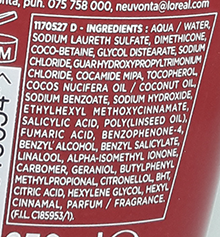 nta, pun. 075 758 000, neuvonta@loreal.com
1170527 D - INGREDIENTS : AQUA / WATER,
SODIUM LAURETH SULFATE, DIMETHICONE,
COCO-BETAINE, GLYCOL DISTEARATE, SODIUM
CHLORIDE, GUAR HYDROXYPROPYLTRIMONIUM
CHLORIDE, COCAMIDE MIPA, TOCOPHEROL,
COCOS NUCIFERA OIL / COCONUT OIL,
SODIUM BENZOATE, SODIUM HYDROXIDE,
ETHYLHEXYL METHOXYCINNAMATE,
SALICYLIC ACID, POLYLINSEED OIL),
FUMARIC ACID, BENZOPHENONE-4,
BENZYL ALCOHOL, BENZYL SALICYLATE,
LINALOOL, ALPHA-ISOMETHYL IONONE,
CARBOMER, GERANIOL, BUTYLPHENYL
METHYLPROPIONAL, CITRONELLOL, BHT,
CITRIC ACID, HEXYLENE GLYCOL, HEXYL
CINNAMAL, PARFUM / FRAGRANCE.
(F.I.L. C185953/1).